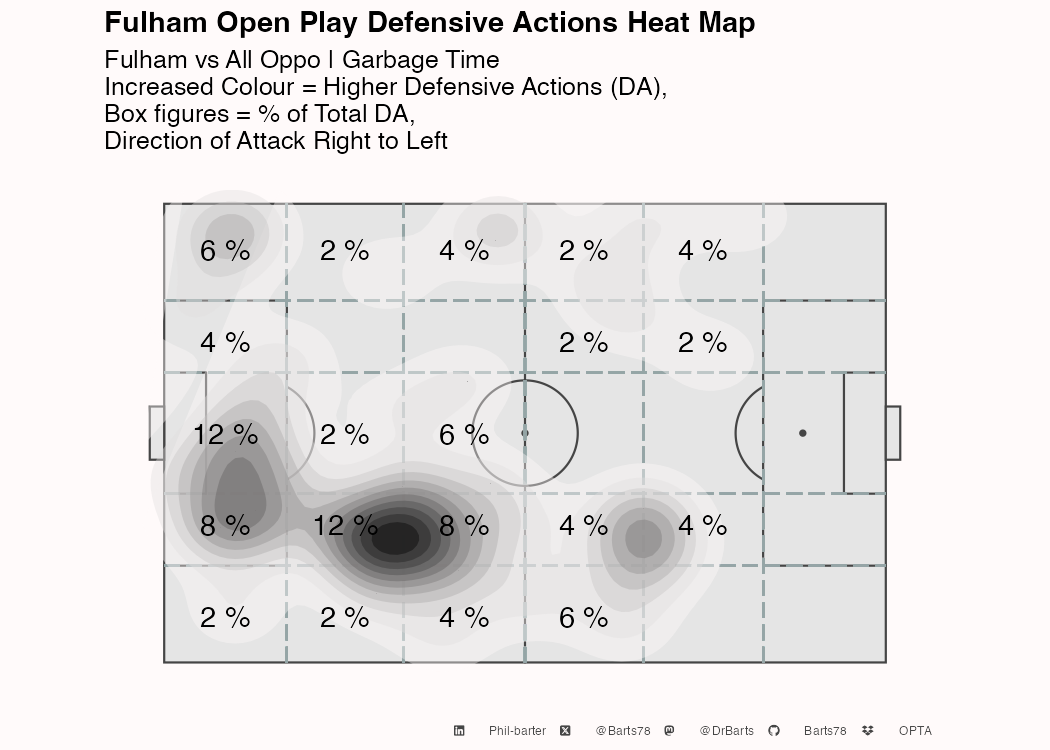 Fulham Open Play Defensive Actions Heat Map
Fulham vs All Oppo | Garbage Time
Increased Colour = Higher Defensive Actions (DA),
Box figures = % of Total DA,
Direction of Attack Right to Left
6 % 2 % 4 % 2 % 4 %
4 % 2 % 2 %
12 % 2 % 6 %
8 % 12 % 8 % 4 % 4 %
2 % 2 % 4 % 6 %
Phil-barter @Barts78 @DrBarts Barts78 OPTA